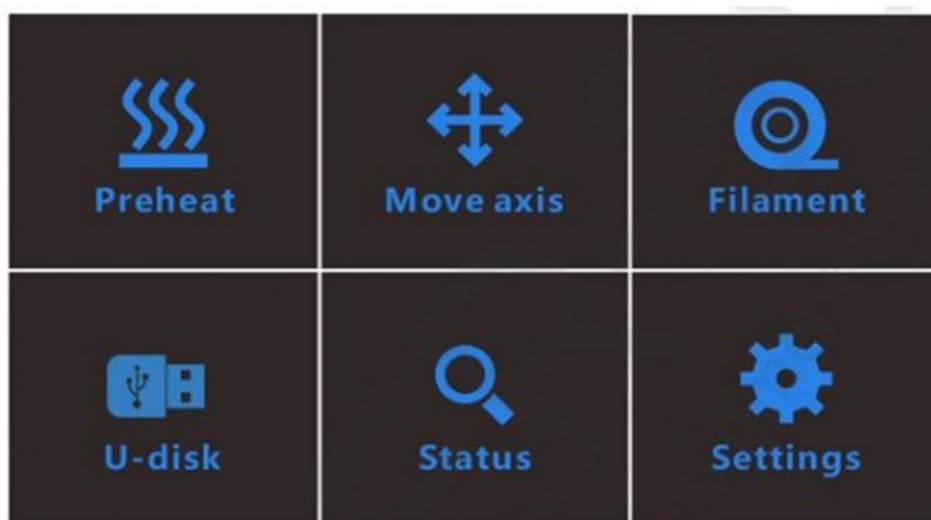 Preheat
Move axis
Filament
U-disk
Status
Settings